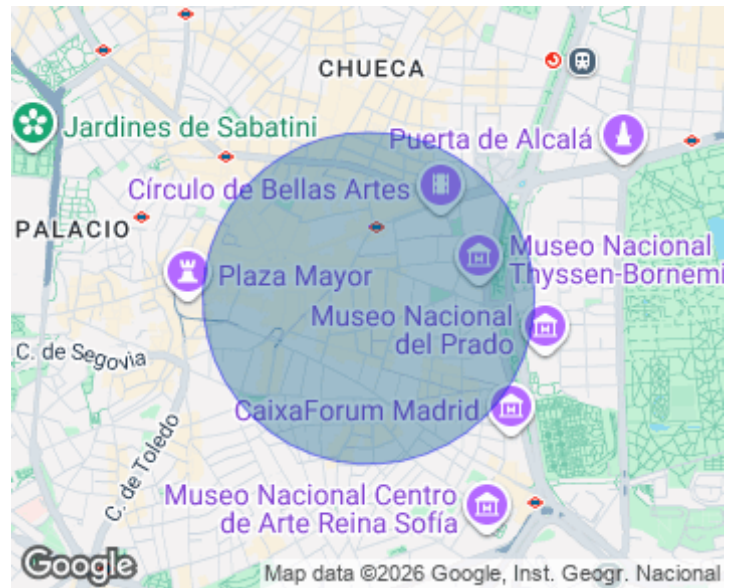 CHUECA
Jardines de Sabatini
Puerta de Alcalá
Círculo de Bellas Artes
PALACIO
Museo Nacional
Thyssen-Bornemi
Plaza Mayor
Museo Nacional
del Prado
C. de Segovia
CaixaForum Madrid
C. de Toledo
Museo Nacional Centro
de Arte Reina Sofía
Google
Map data ©2026 Google, Inst. Geogr. Nacional